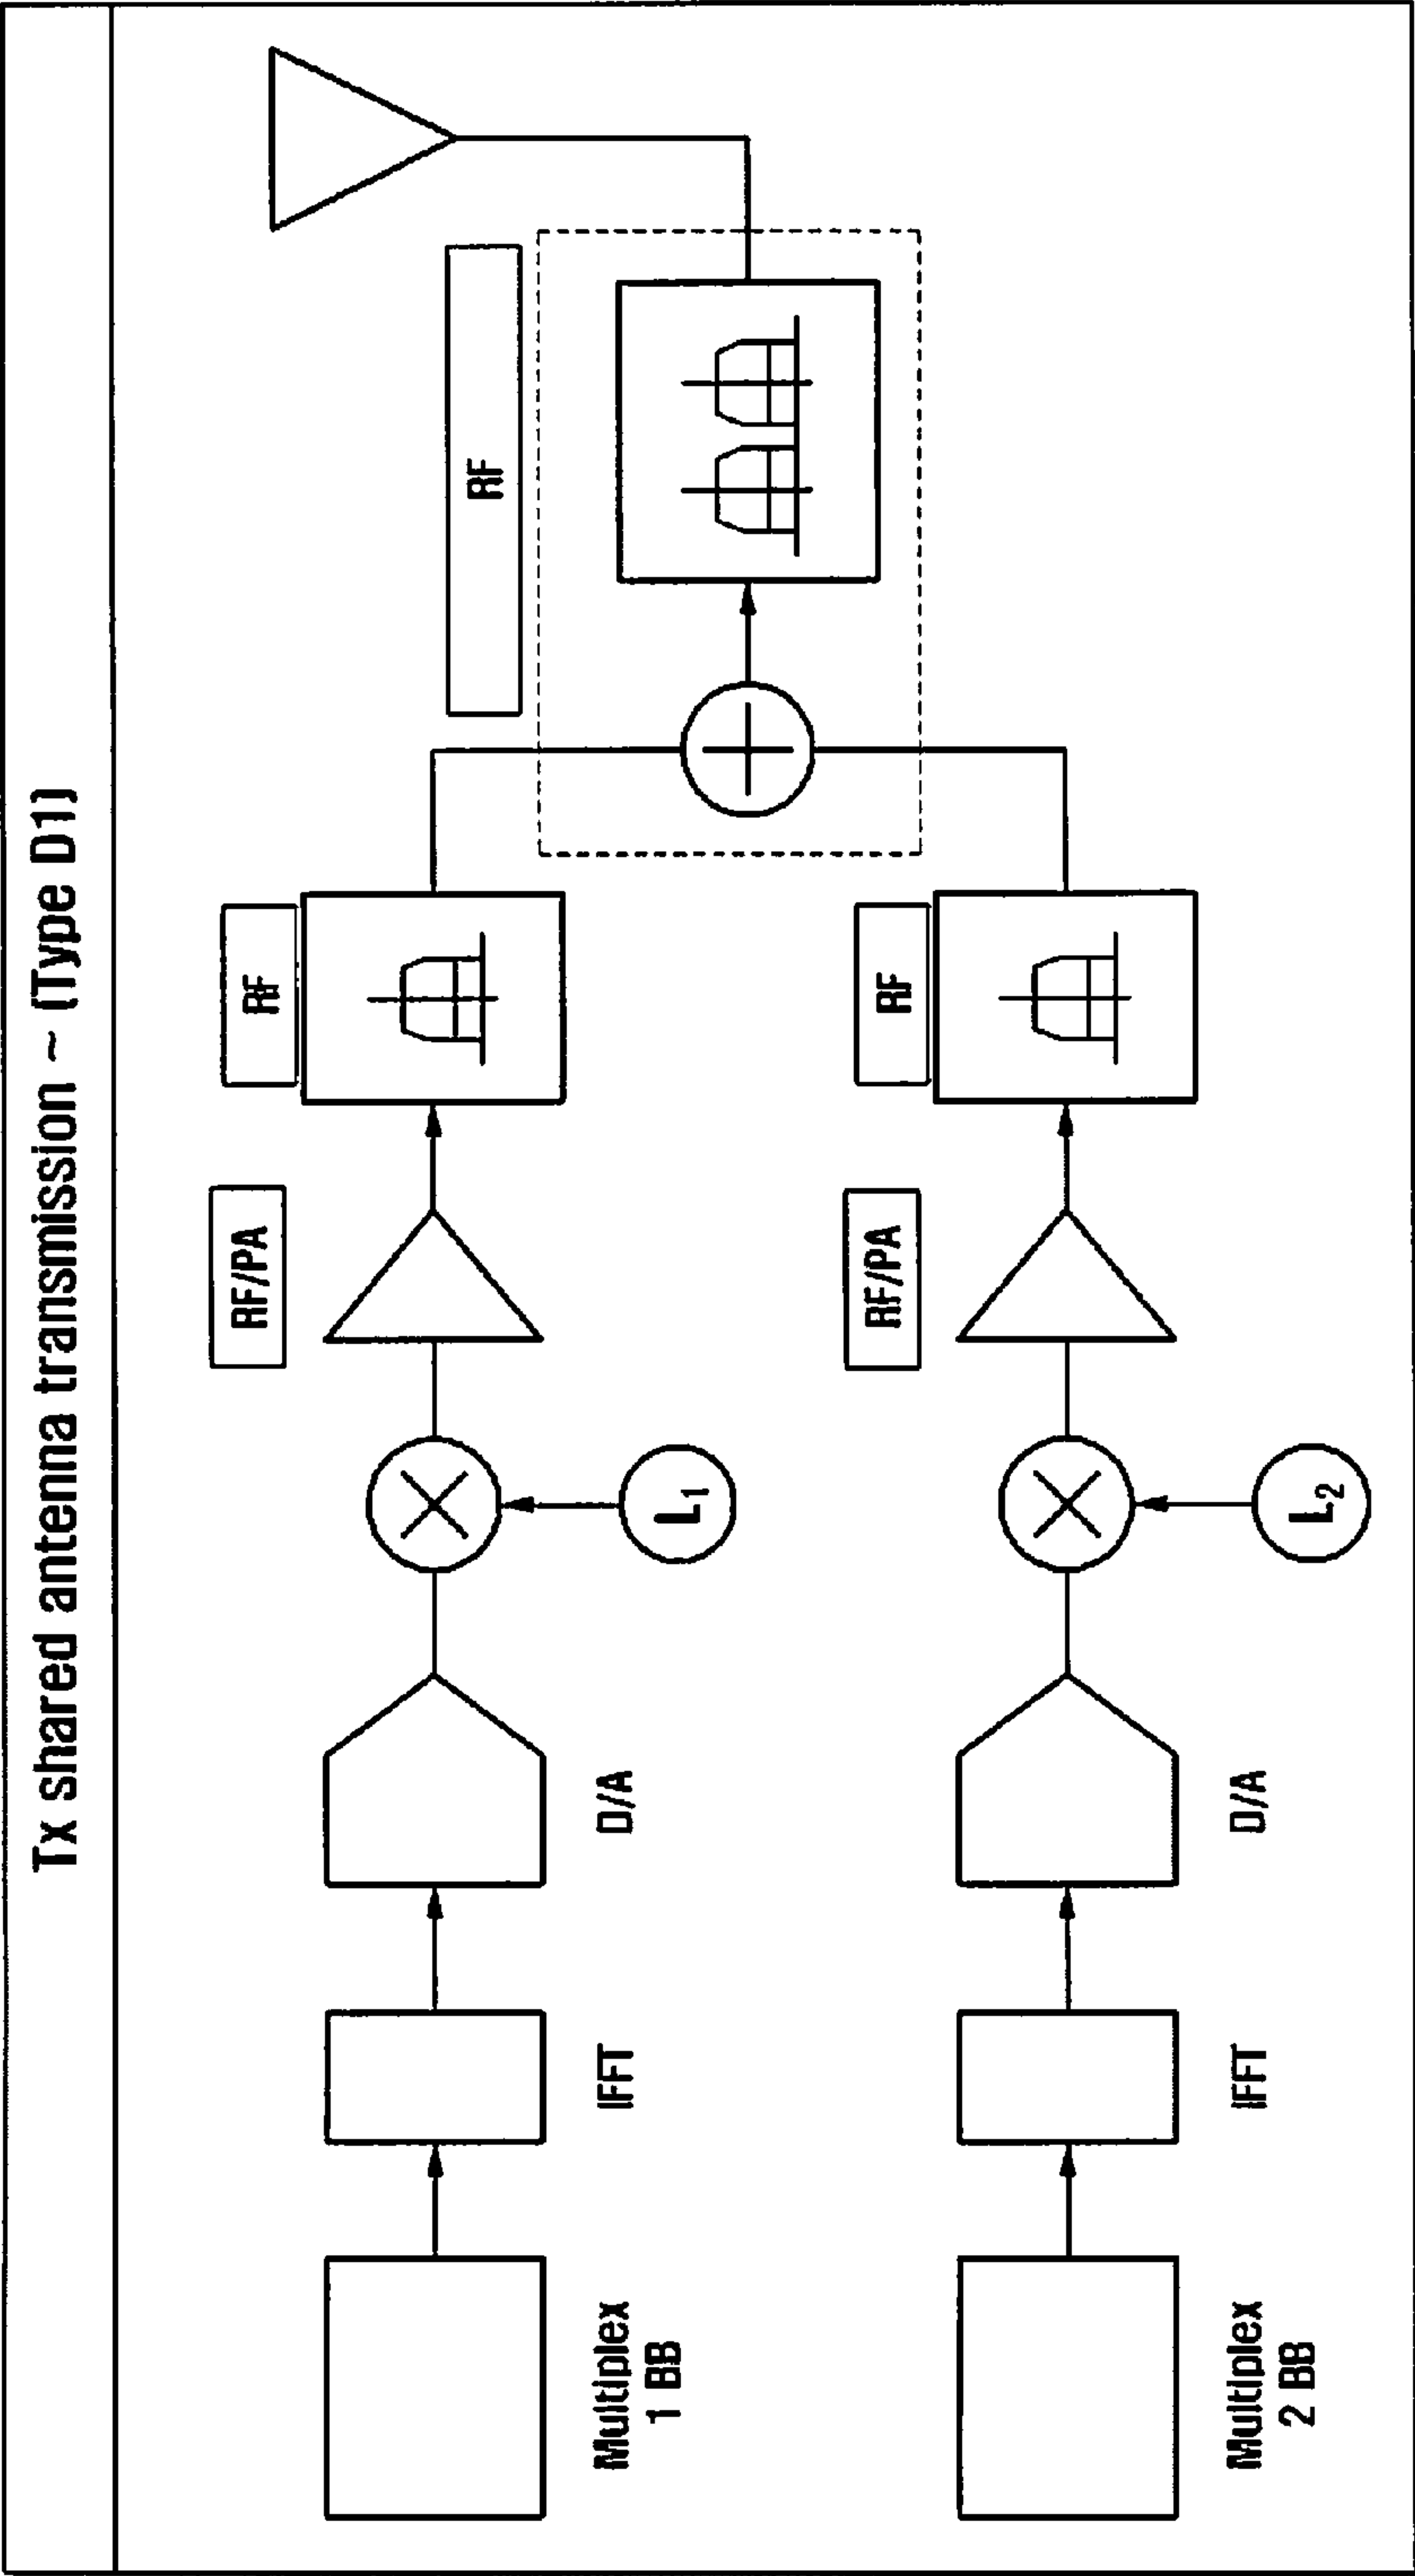 Tx shared antenna transmission ~ (Type D1)
Multiplex
1 BB
IFFT
D/A
L1
RF/PA
RF
RF
Multiplex
2 BB
IFFT
D/A
L2
RF/PA
RF